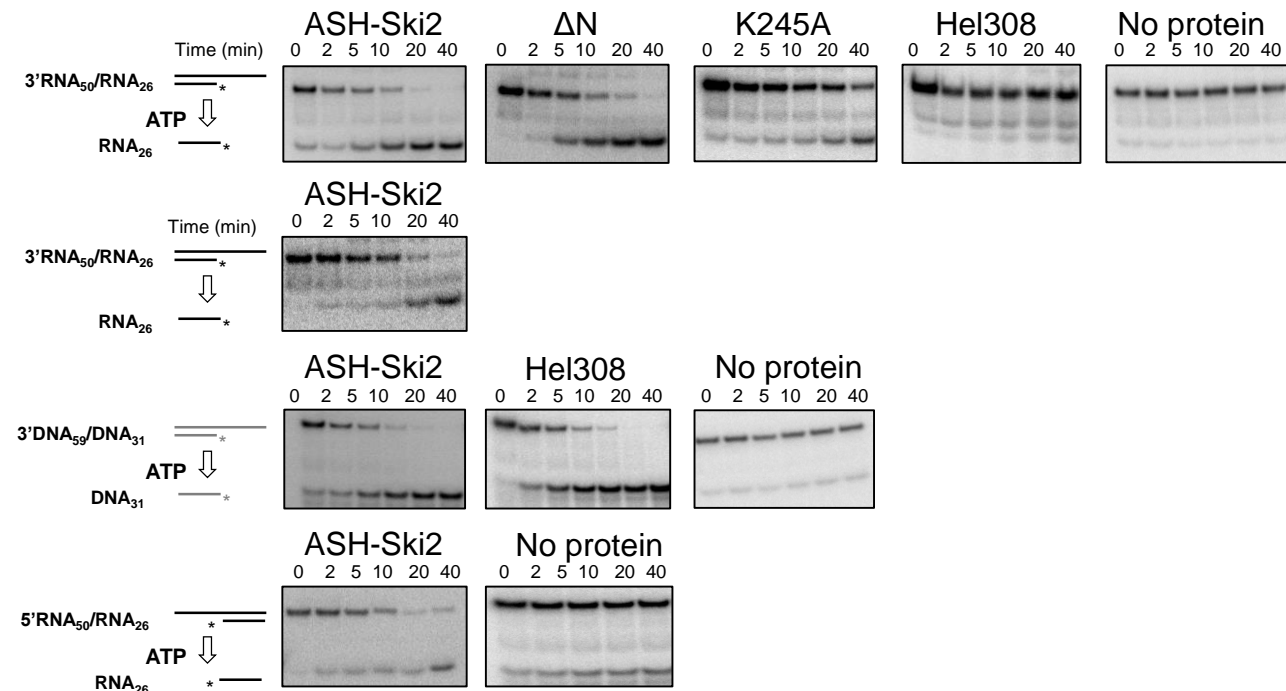 ASH-Ski2 ΔN K245A Hel308 No protein
Time (min) 0 2 5 10 20 40 0 2 5 10 20 40 0 2 5 10 20 40 0 2 5 10 20 40 0 2 5 10 20 40
3'RNA50/RNA26 *
ATP
RNA26 *
ASH-Ski2
Time (min) 0 2 5 10 20 40
3'RNA50/RNA26 *
RNA26 *
ASH-Ski2 Hel308 No protein
0 2 5 10 20 40 0 2 5 10 20 40 0 2 5 10 20 40
3'DNA59/DNA31 *
ATP
DNA31 *
ASH-Ski2 No protein
0 2 5 10 20 40 0 2 5 10 20 40
5'RNA50/RNA26 *
ATP
RNA26 *